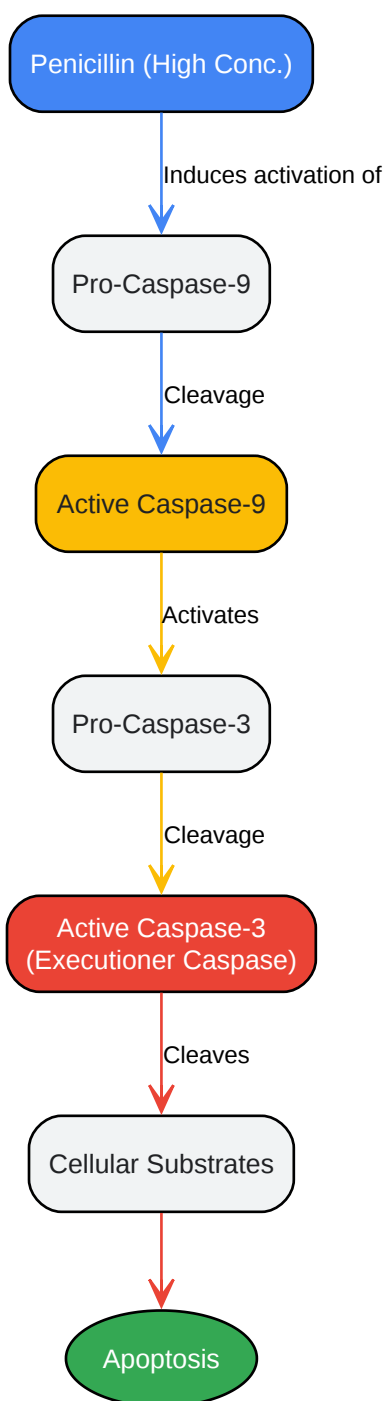 Penicillin (High Conc.)
Induces activation of
Pro-Caspase-9
Cleavage
Active Caspase-9
Activates
Pro-Caspase-3
Cleavage
Active Caspase-3
(Executioner Caspase)
Cleaves
Cellular Substrates
Apoptosis